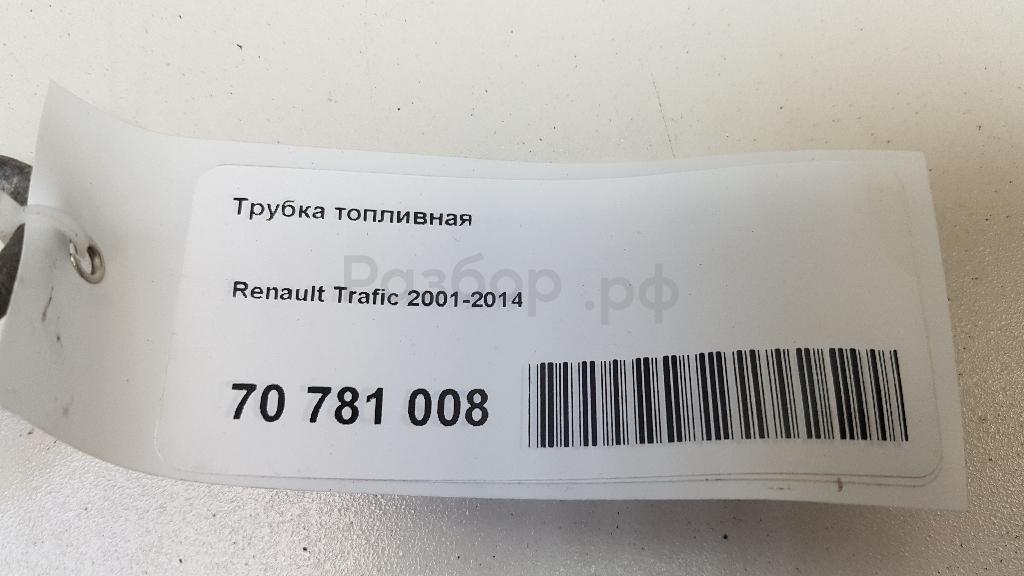 Трубка топливная
Разбор.рф
Renault Trafic 2001-2014
70 781 008